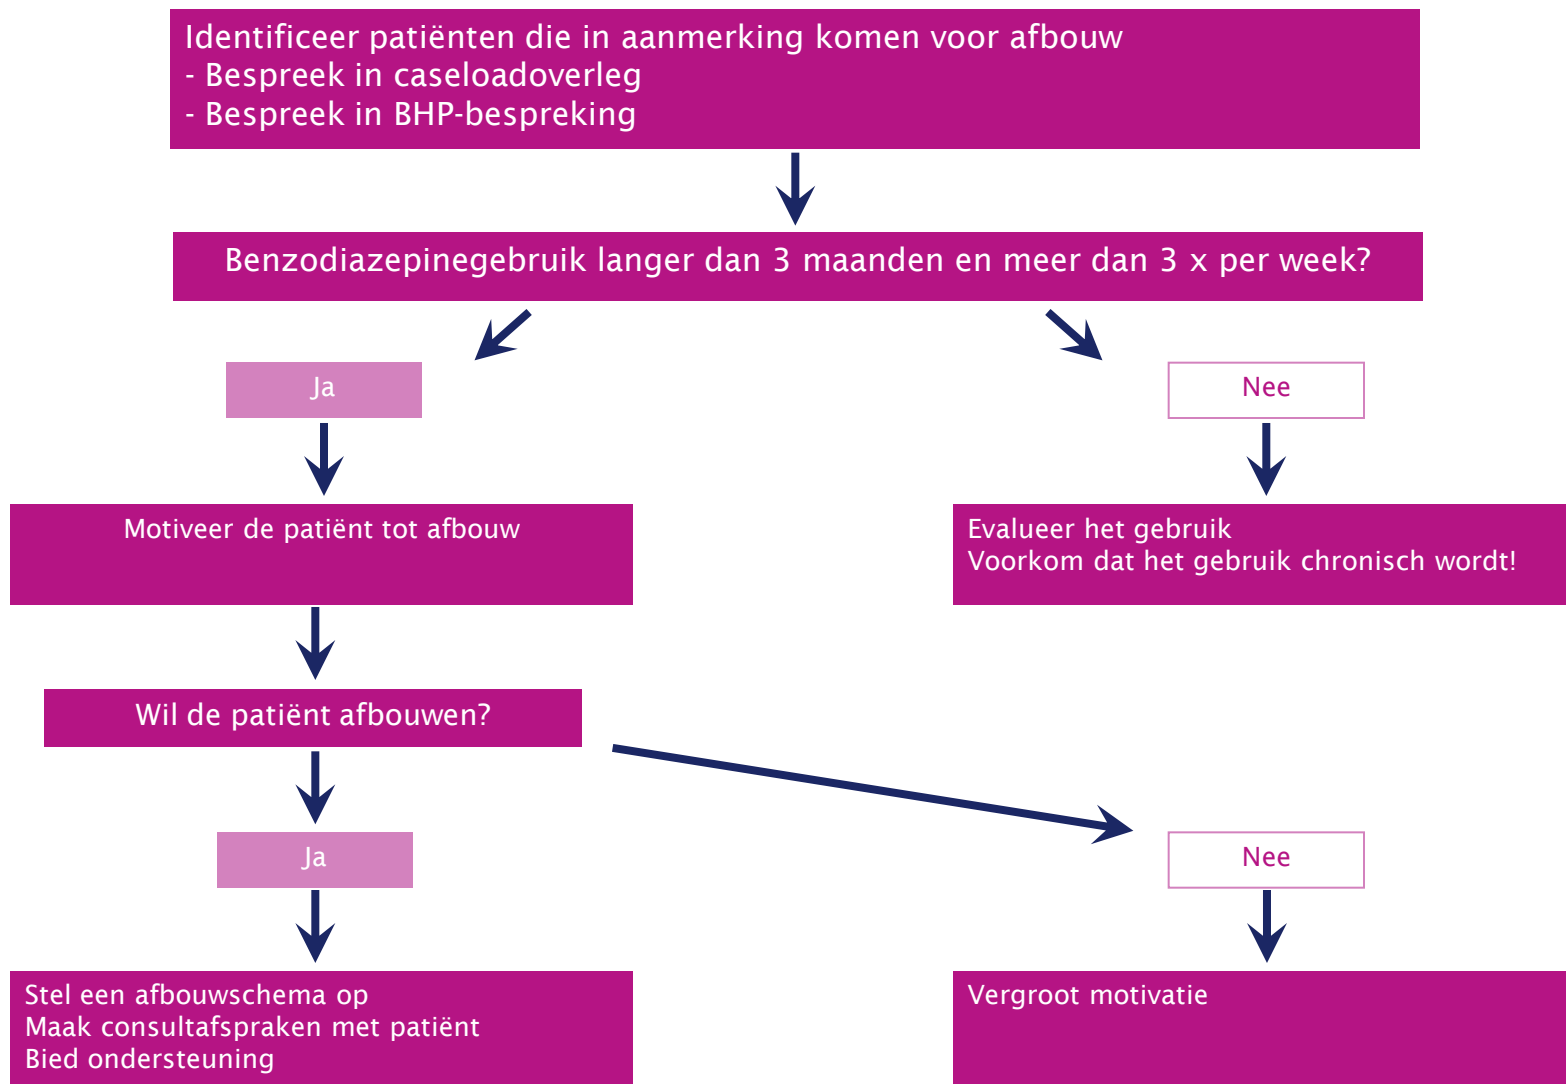 Identificeer patiënten die in aanmerking komen voor afbouw
- Bespreek in caseloadoverleg
- Bespreek in BHP-bespreking
Benzodiazepinegebruik langer dan 3 maanden en meer dan 3 x per week?
Ja
Nee
Motiveer de patiënt tot afbouw
Evalueer het gebruik
Voorkom dat het gebruik chronisch wordt!
Wil de patiënt afbouwen?
Ja
Nee
Stel een afbouwschema op
Maak consultafspraken met patiënt
Bied ondersteuning
Vergroot motivatie